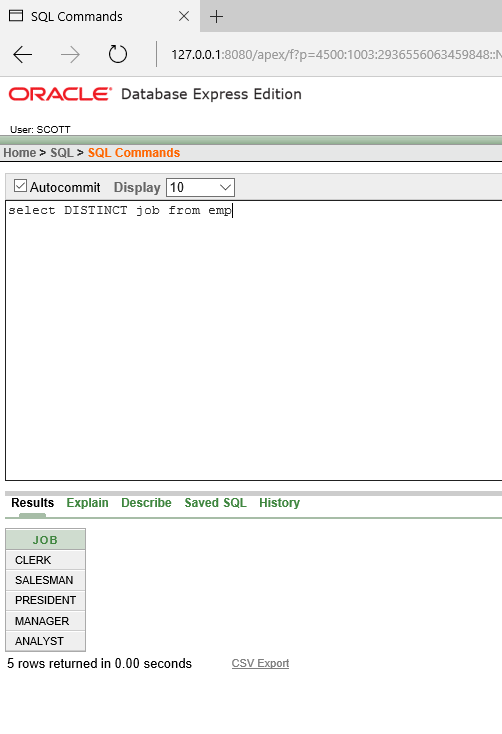 SQL Commands
127.0.0.1:8080/apex/f?p=4500:1003:2936556063459848::N
ORACLE® Database Express Edition
User: SCOTT
Home > SQL > SQL Commands
Autocommit Display 10
select DISTINCT job from emp
Results Explain Describe Saved SQL History
JOB
CLERK
SALESMAN
PRESIDENT
MANAGER
ANALYST
5 rows returned in 0.00 seconds CSV Export